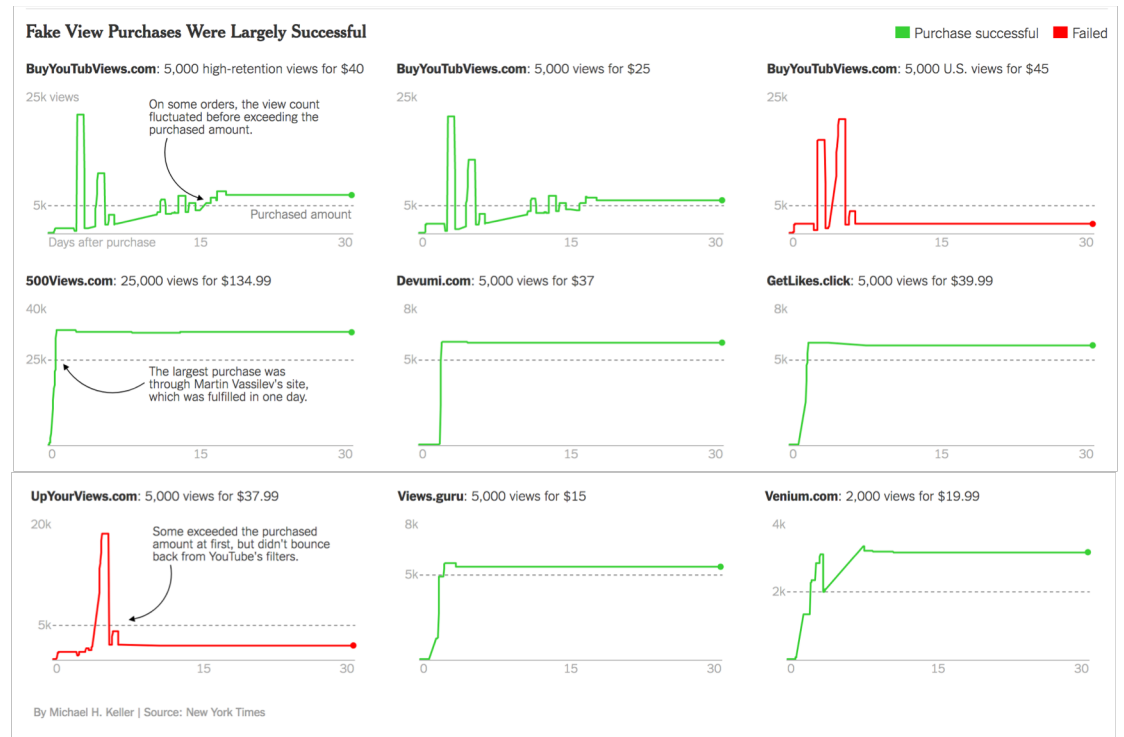 Fake View Purchases Were Largely Successful
Purchase successful Failed
BuyYouTubViews.com: 5,000 high-retention views for $40
25k views
On some orders, the view count
fluctuated before exceeding the
purchased amount.
5k
Purchased amount
Days after purchase 15 30
BuyYouTubViews.com: 5,000 views for $25
25k
5k
0 15 30
BuyYouTubViews.com: 5,000 U.S. views for $45
25k
5k
0 15 30
500Views.com: 25,000 views for $134.99
40k
25k
The largest purchase was
through Martin Vassilev's site,
which was fulfilled in one day.
0 15 30
Devumi.com: 5,000 views for $37
8k
5k
0 15 30
GetLikes.click: 5,000 views for $39.99
8k
5k
0 15 30
UpYourViews.com: 5,000 views for $37.99
20k
Some exceeded the purchased
amount at first, but didn't bounce
back from YouTube's filters.
5k
0 15 30
Views.guru: 5,000 views for $15
8k
5k
0 15 30
Venium.com: 2,000 views for $19.99
4k
2k
0 15 30
By Michael H. Keller | Source: New York Times